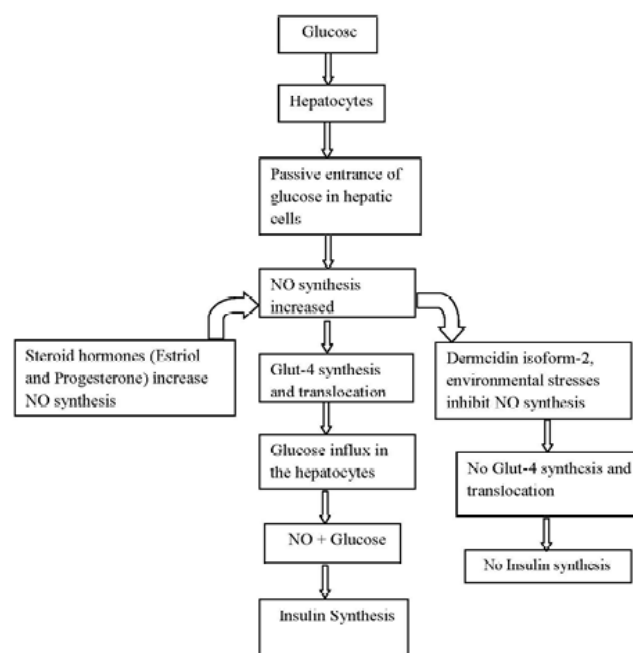 Glucose
Hepatocytes
Passive entrance of
glucose in hepatic
cells
NO synthesis
increased
Steroid hormones (Estriol
and Progesterone) increase
NO synthesis
Glut-4 synthesis
and translocation
Dermcidin isoform-2,
environmental stresses
inhibit NO synthesis
Glucose influx in
the hepatocytes
No Glut-4 synthesis and
translocation
NO + Glucose
No Insulin synthesis
Insulin Synthesis